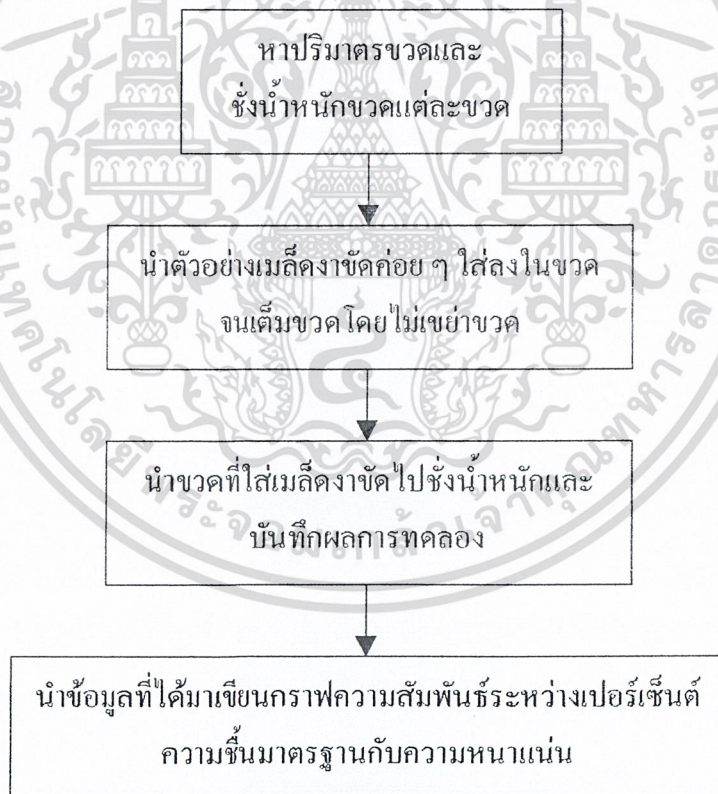 หาปริมาตรขวดและ
ชั่งน้ำหนักขวดแต่ละขวด
นำตัวอย่างเมล็ดงาขัดค่อย ๆ ใส่ลงในขวด
จนเต็มขวดโดยไม่เขย่าขวด
นำขวดที่ใส่เมล็ดงาขัดไปชั่งน้ำหนักและ
บันทึกผลการทดลอง
นำข้อมูลที่ได้มาเขียนกราฟความสัมพันธ์ระหว่างเปอร์เซ็นต์
ความชื้นมาตรฐานกับความหนาแน่น